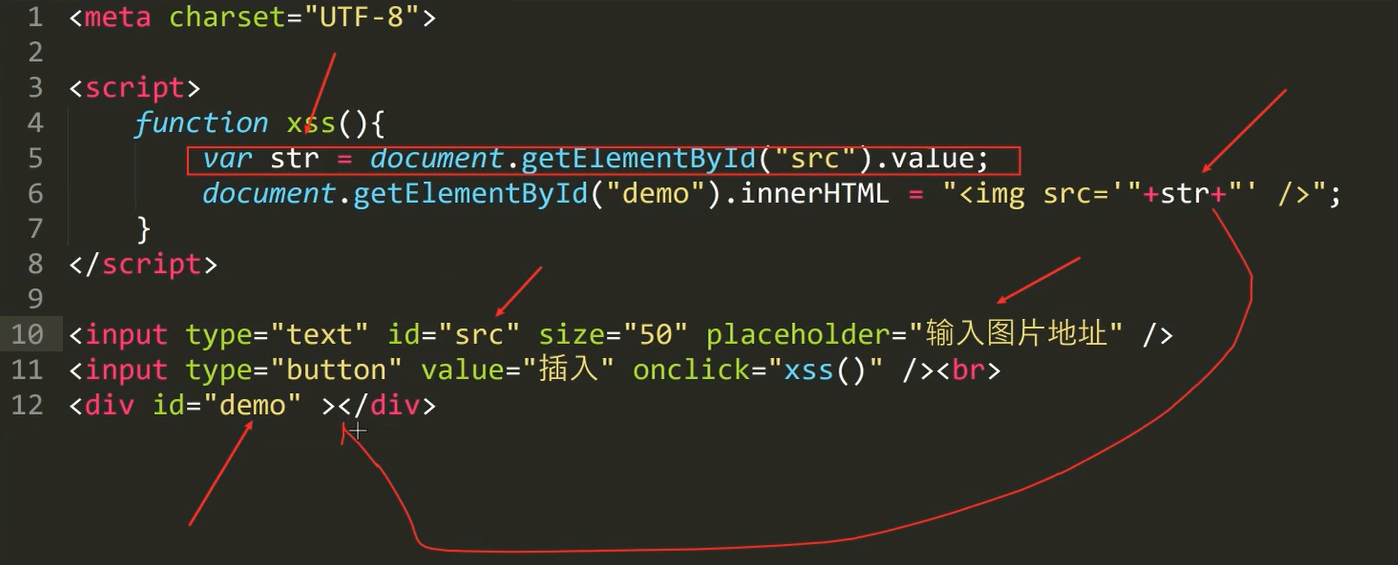 1 <meta charset="UTF-8">
2
3 <script>
4 function xss(){
5 var str = document.getElementById("src").value;
6 document.getElementById("demo").innerHTML = "<img src='"+str+"' />";
7 }
8 </script>
9
10 <input type="text" id="src" size="50" placeholder="输入图片地址" />
11 <input type="button" value="插入" onclick="xss()" /><br>
12 <div id="demo" ></div>